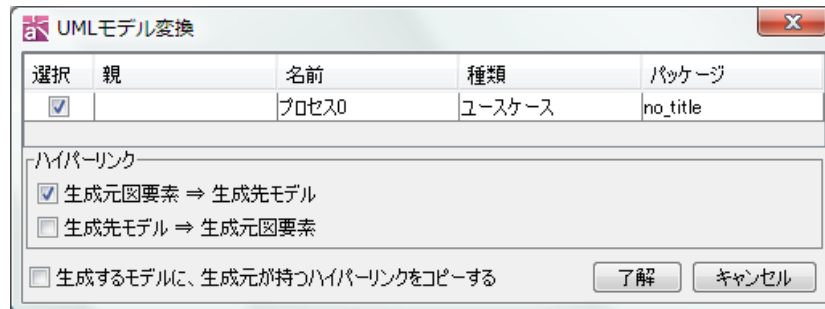 UMLモデル変換
選択 親 名前 種類 パッケージ
プロセス0 ユースケース no_title
ハイパーリンク
生成元図要素 ⇒ 生成先モデル
生成先モデル ⇒ 生成元図要素
生成するモデルに、生成元が持つハイパーリンクをコピーする 了解 キャンセル